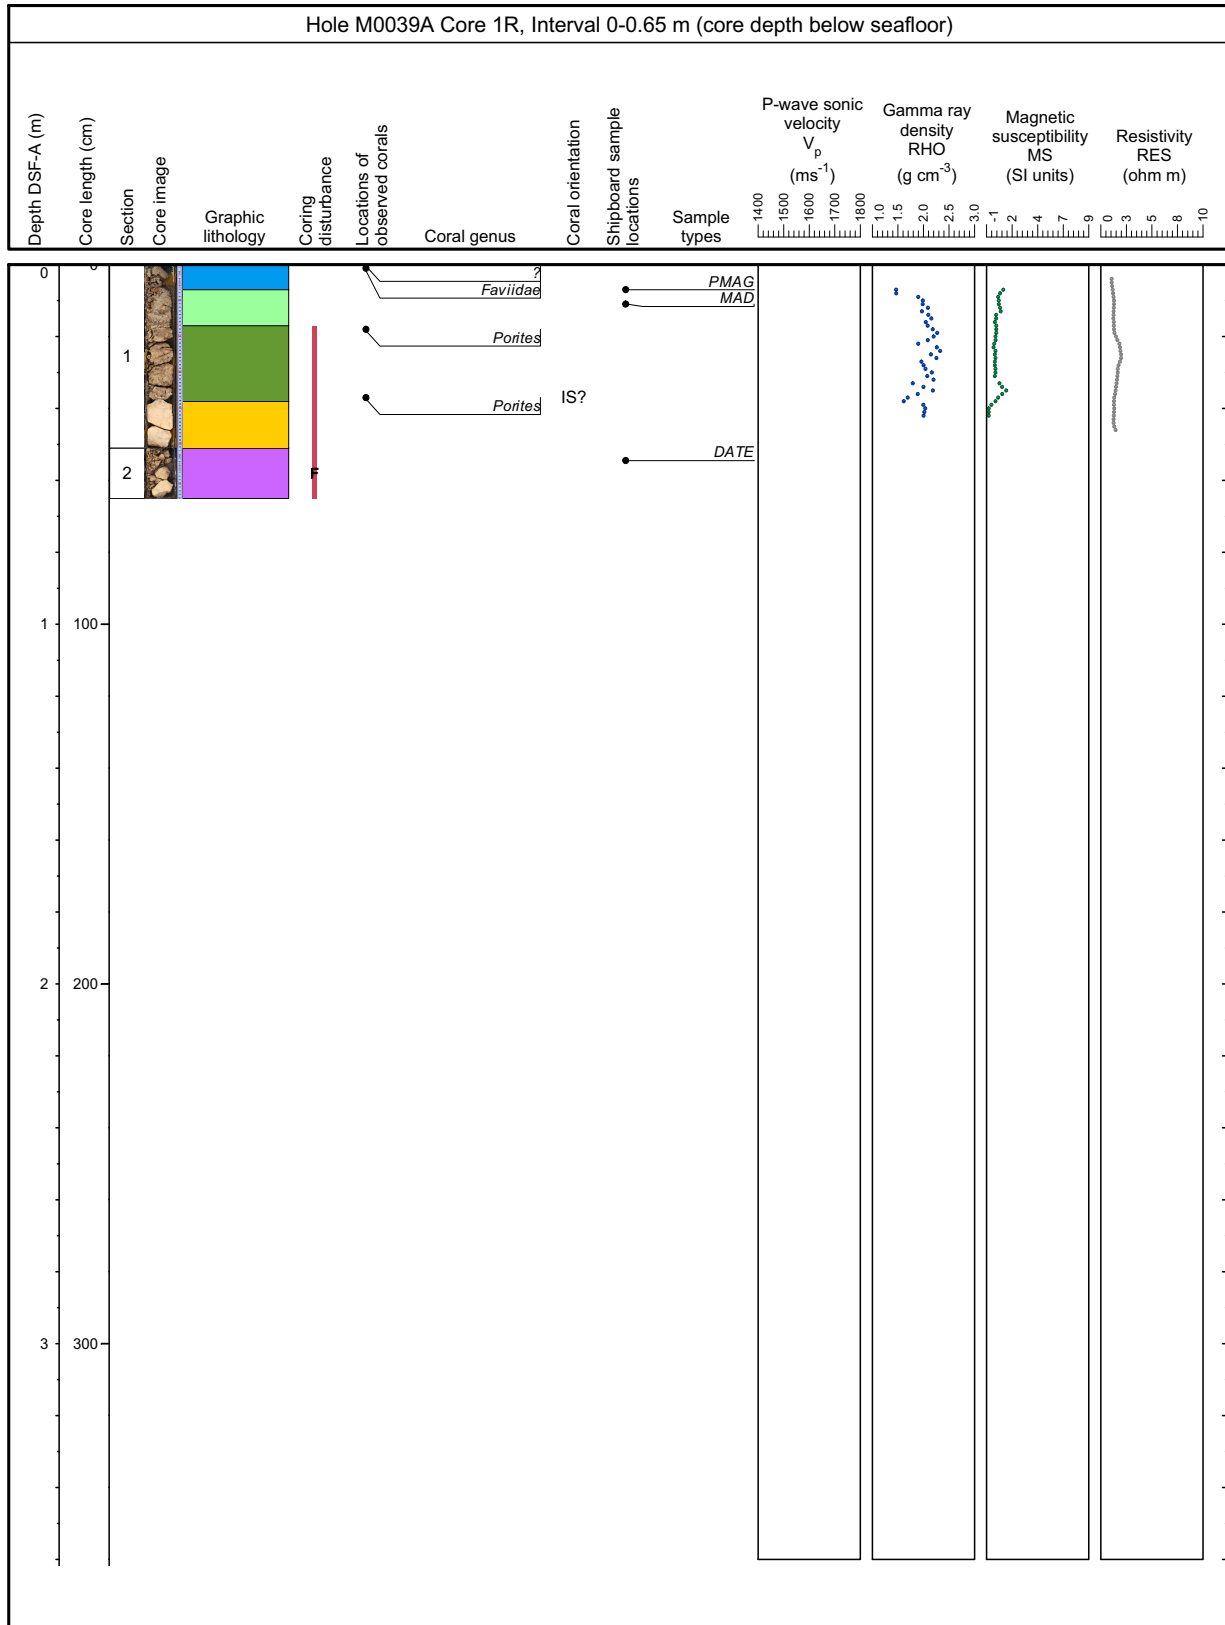 Hole M0039A Core 1R, Interval 0-0.65 m (core depth below seafloor)
Depth DSF-A (m)
Core length (cm)
Section
Core image
Graphic
lithology
Coring
disturbance
Locations of
observed corals
Coral genus
Coral orientation
Shipboard sample
locations
Sample
types
P-wave sonic
velocity
Vp
(ms-1)
1400 1500 1600 1700 1800
Gamma ray
density
RHO
(g cm-3)
1.0 1.5 2.0 2.5 3.0
Magnetic
susceptibility
MS
(SI units)
-1 2 4 7 9
Resistivity
RES
(ohm m)
0 3 5 8 10
0
0
?
Faviidae
PMAG
MAD
Porites
1
Porites
IS?
DATE
2
F
1 100
2 200
3 300